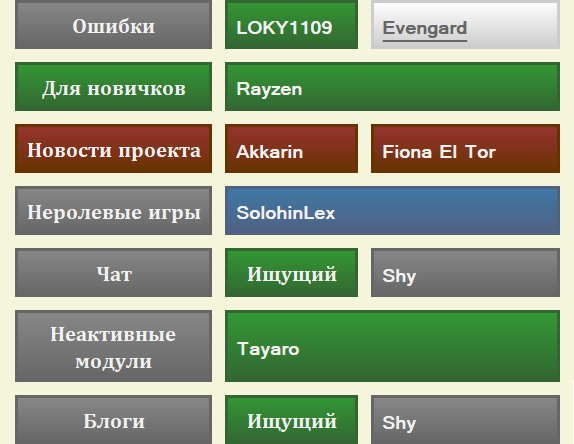 Ошибки LOKY1109 Evengard
Для новичков Rayzen
Новости проекта Akkarin Fiona El Tor
Неролевые игры SolohinLex
Чат Ищущий Shy
Неактивные
модули
Tayaro
Блоги Ищущий Shy